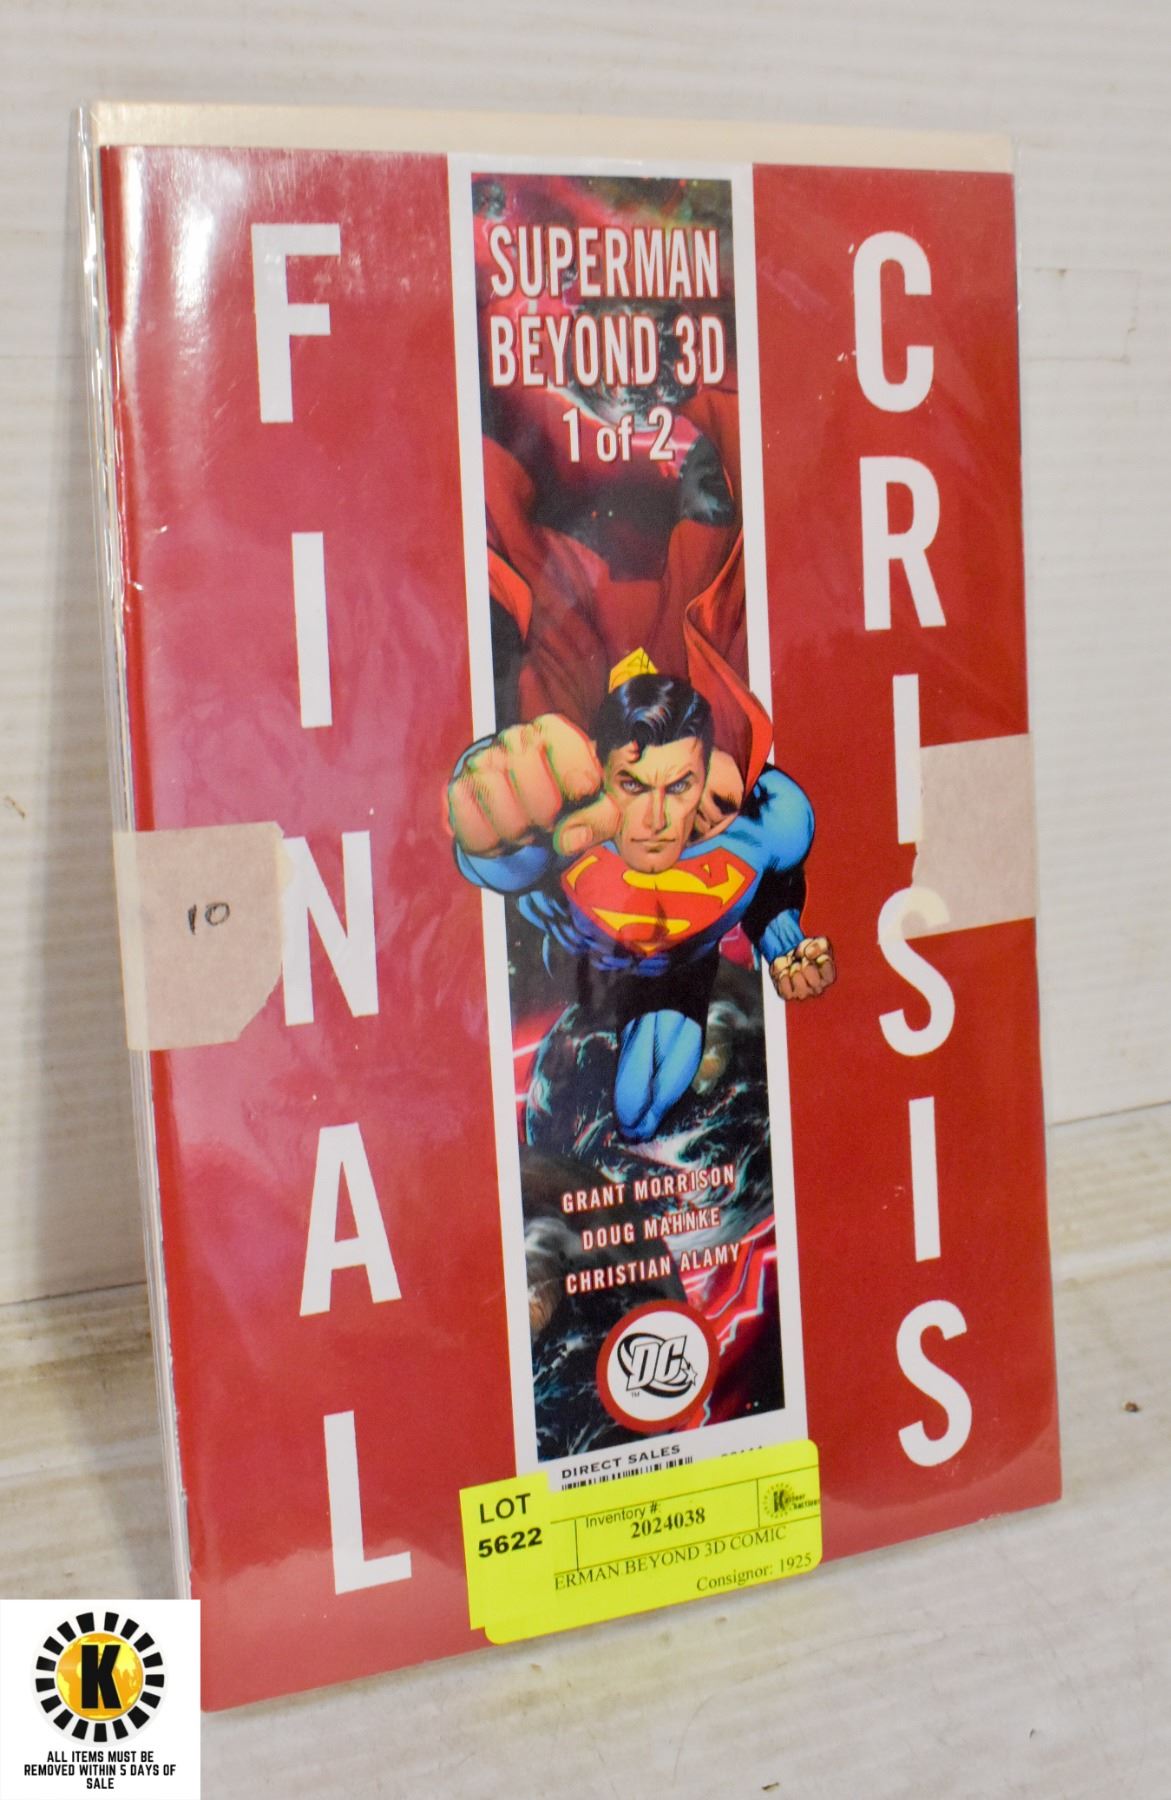 FINAL
SUPERMAN
BEYOND 3D
1 of 2
CRISIS
10
GRANT MORRISON
DOUG MAHNKE
CHRISTIAN ALAMY
DC
TM
DIRECT SALES
LOT
5622
Inventory #:
2024038
ERMAN BEYOND 3D COMIC
Consignor: 1925
K
ALL ITEMS MUST BE
REMOVED WITHIN 5 DAYS OF
SALE